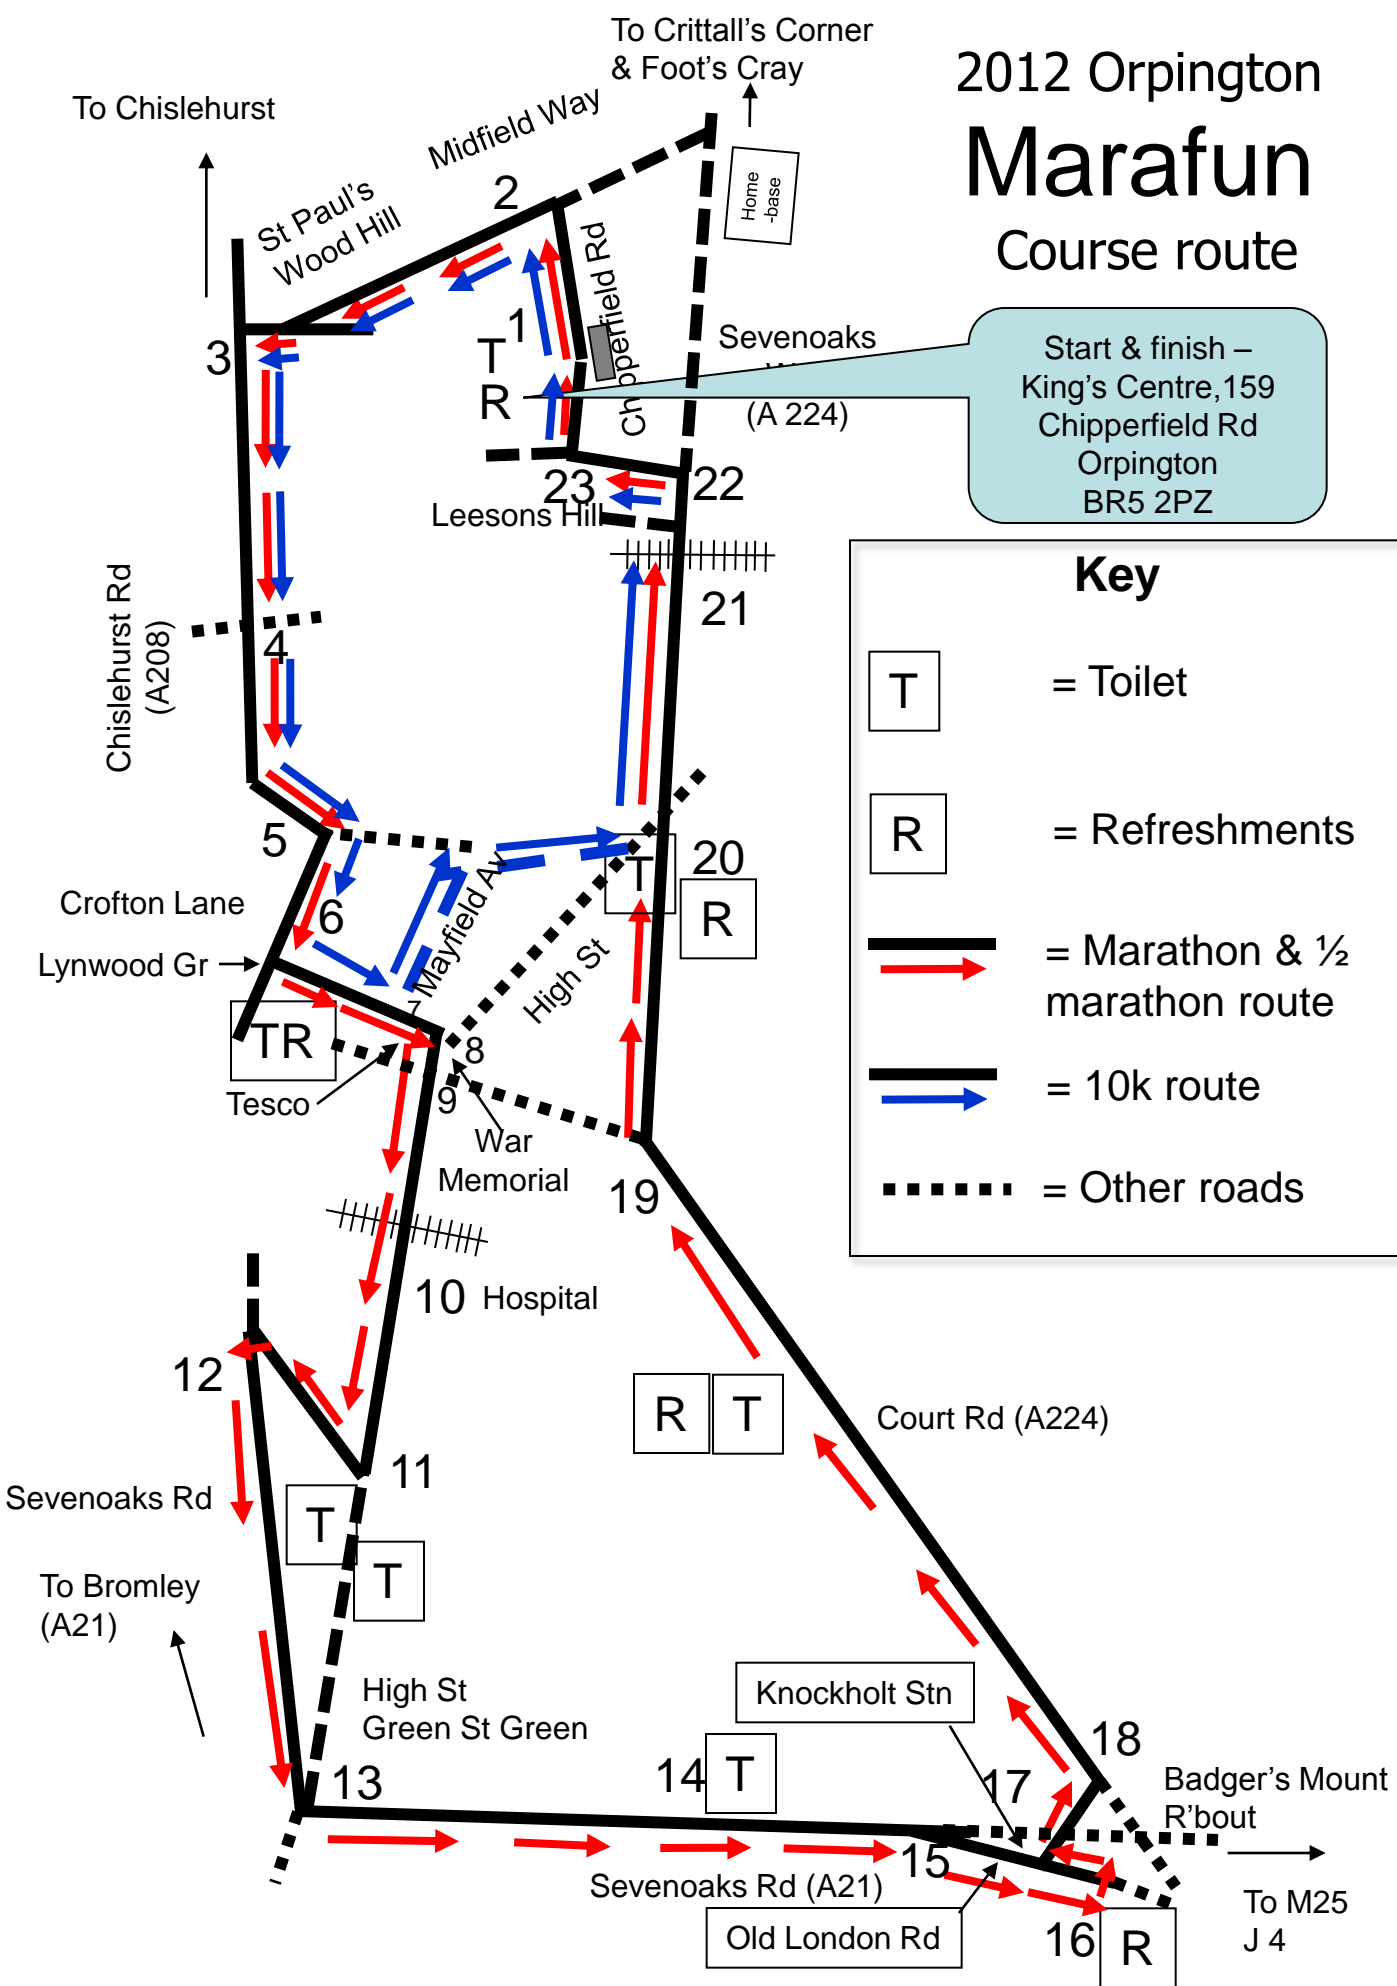 To Crittall's Corner
& Foot's Cray
2012 Orpington
Marafun
Course route
To Chislehurst
Midfield Way
2
St Paul's
Wood Hill
Home
-base
Chipperfield Rd
1
T
R
3
Sevenoaks
(A 224)
Start & finish –
King's Centre,159
Chipperfield Rd
Orpington
BR5 2PZ
23
22
Leesons Hill
21
Key
T
= Toilet
R
= Refreshments
= Marathon & ½
marathon route
= 10k route
= Other roads
Chislehurst Rd
(A208)
4
5
6
Crofton Lane
Lynwood Gr
Mayfield Av
7
T
20
R
High St
TR
8
9
Tesco
War
Memorial
19
10
Hospital
12
R
T
Court Rd (A224)
11
Sevenoaks Rd
T
T
To Bromley
(A21)
High St
Green St Green
Knockholt Stn
13
14
T
17
18
Badger's Mount
R'bout
15
Sevenoaks Rd (A21)
Old London Rd
16
R
To M25
J 4